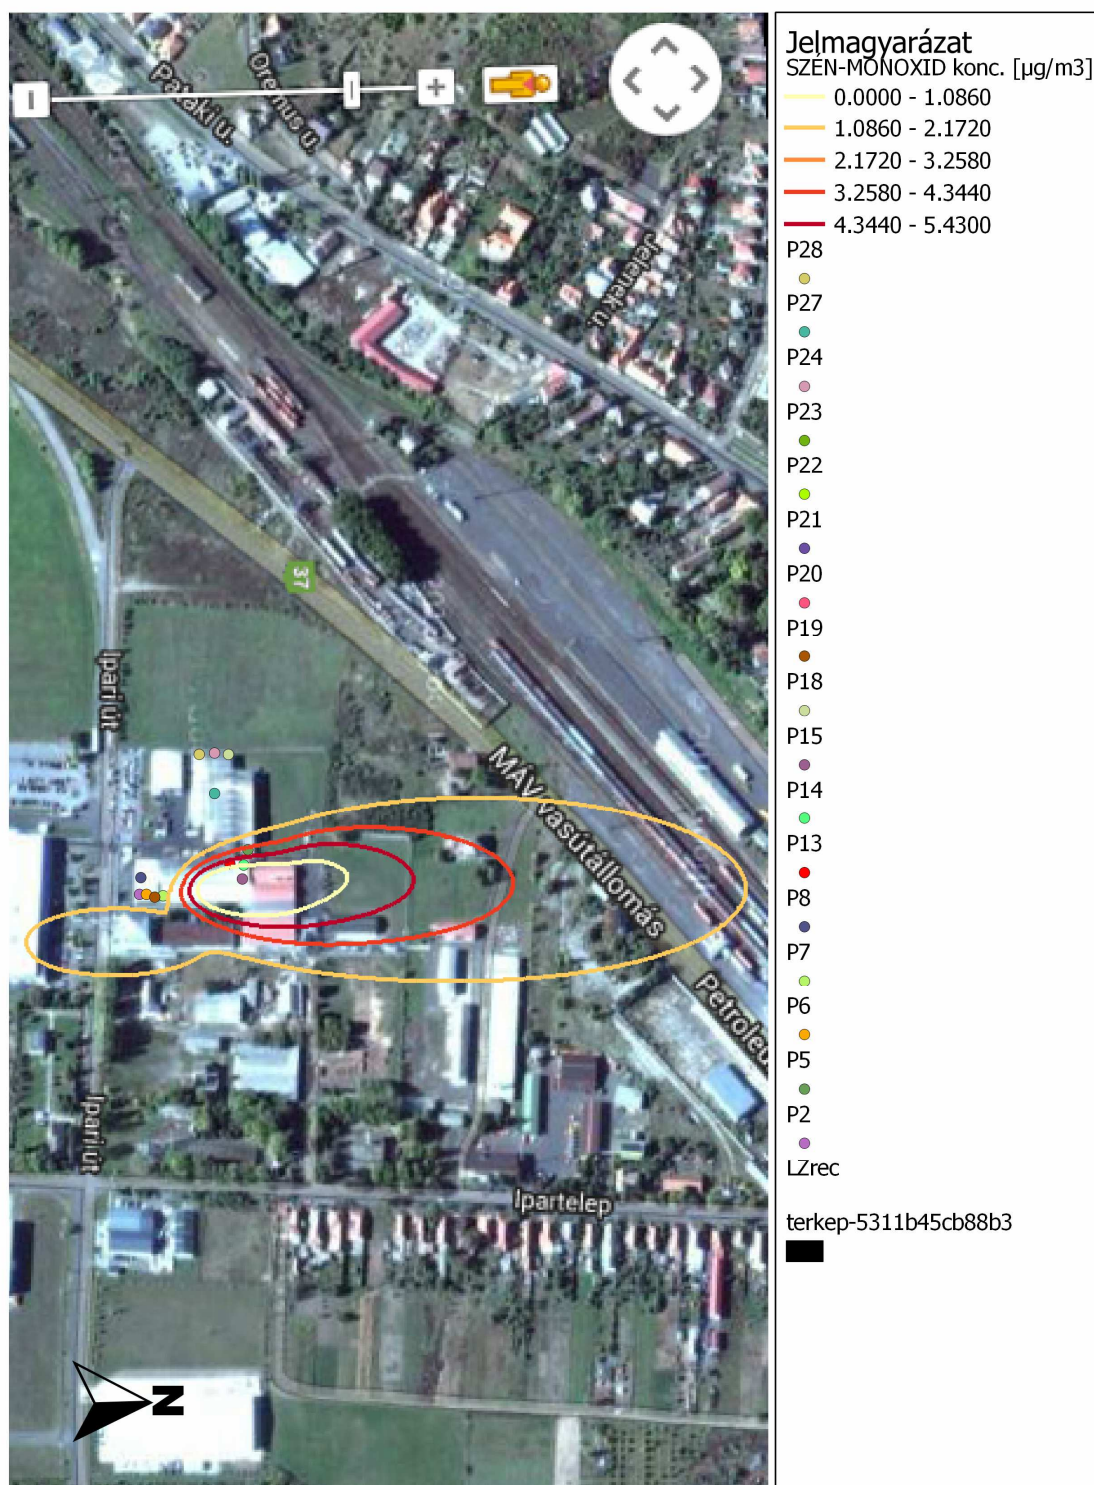 Jelmagyarázat
SZÉN-MONOXID konc. [µg/m3]
0.0000 - 1.0860
1.0860 - 2.1720
2.1720 - 3.2580
3.2580 - 4.3440
4.3440 - 5.4300
P28
P27
P24
P23
P22
P21
P20
P19
P18
P15
P14
P13
P8
P7
P6
P5
P2
LZrec
terkep-5311b45cb88b3
Oremus u.
Pataki u.
Jelenek u.
37
Ipari út
MÁV vasútállomás
Petróleu
Ipari út
Ipartelep
N